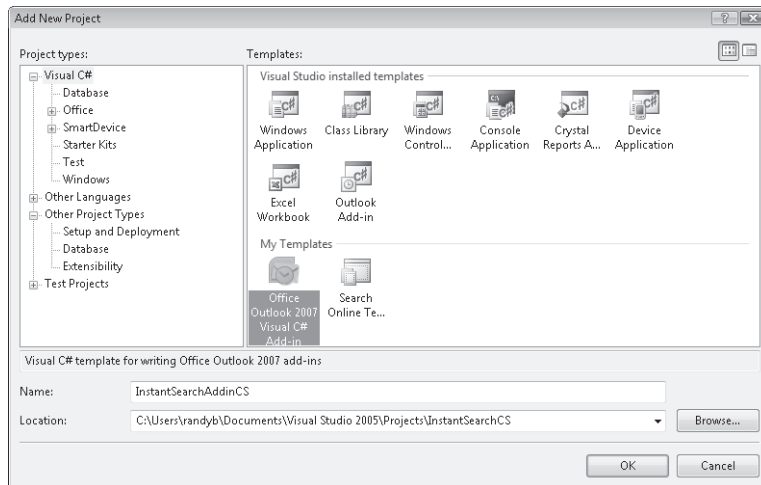 Add New Project
Project types:
Templates:
Visual C#
Database
Office
SmartDevice
Starter Kits
Test
Windows
Other Languages
Other Project Types
Setup and Deployment
Database
Extensibility
Test Projects
Visual Studio installed templates
Windows Application
Class Library
Windows Control...
Console Application
Crystal Reports A...
Device Application
Excel Workbook
Outlook Add-in
My Templates
Office Outlook 2007 Visual C# Add-in
Search Online Te...
Visual C# template for writing Office Outlook 2007 add-ins
Name:
InstantSearchAddinCS
Location:
C:\Users\randyb\Documents\Visual Studio 2005\Projects\InstantSearchCS
Browse...
OK
Cancel